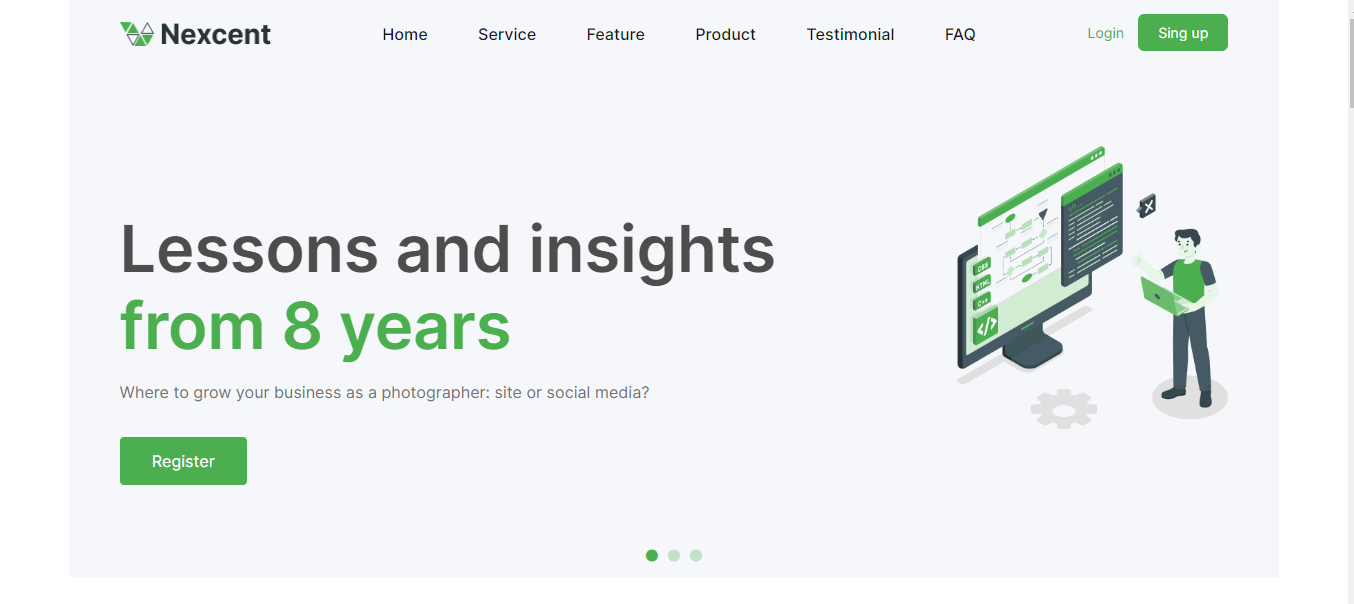 Nexcent
Home Service Feature Product Testimonial FAQ
Login Sing up
Lessons and insights
from 8 years
Where to grow your business as a photographer: site or social media?
Register
CSS
HTML
C++
</>